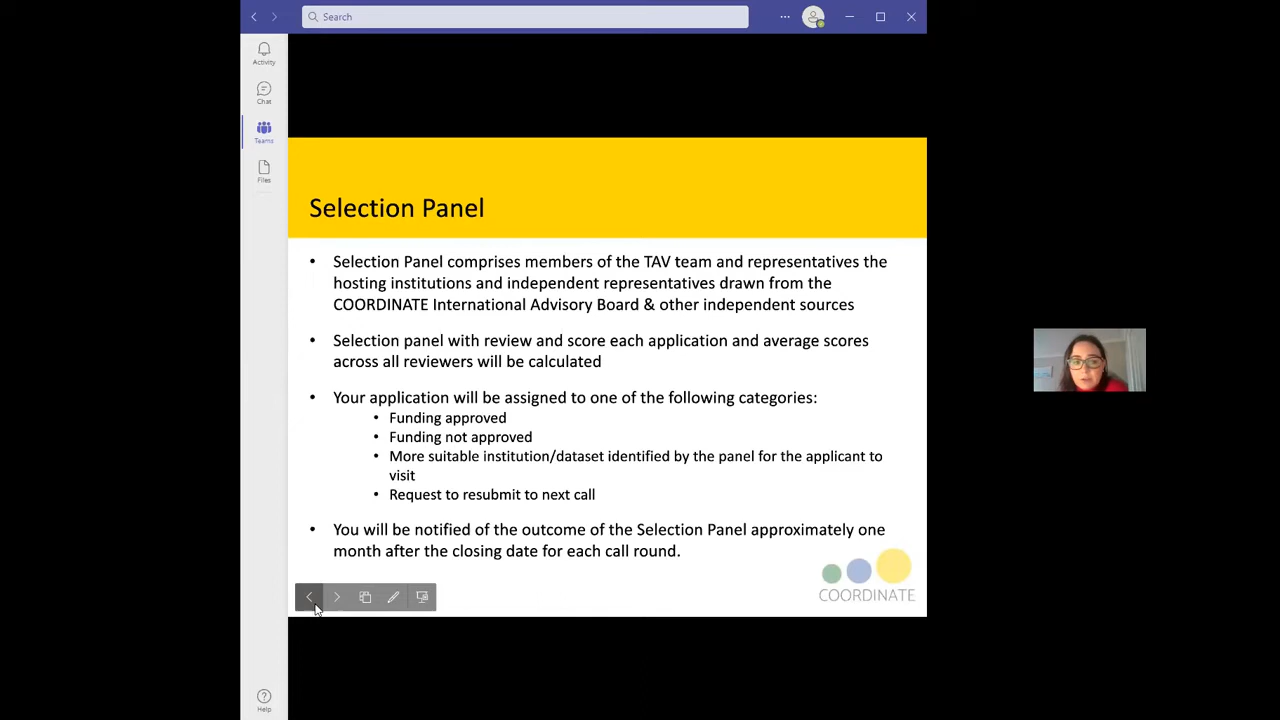 Search
Activity
Chat
Teams
Files
Selection Panel
• Selection Panel comprises members of the TAV team and representatives the
hosting institutions and independent representatives drawn from the
COORDINATE International Advisory Board & other independent sources
• Selection panel with review and score each application and average scores
across all reviewers will be calculated
• Your application will be assigned to one of the following categories:
• Funding approved
• Funding not approved
• More suitable institution/dataset identified by the panel for the applicant to
visit
• Request to resubmit to next call
• You will be notified of the outcome of the Selection Panel approximately one
month after the closing date for each call round.
COORDINATE
Help